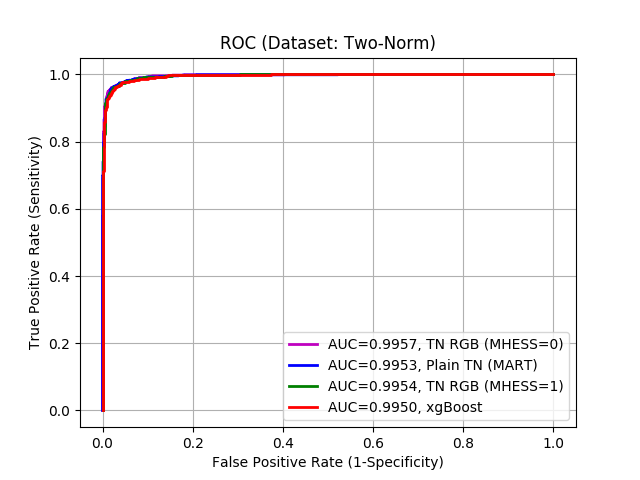 ROC (Dataset: Two-Norm)
True Positive Rate (Sensitivity)
1.0
0.8
0.6
0.4
0.2
0.0
AUC=0.9957, TN RGB (MHESS=0)
AUC=0.9953, Plain TN (MART)
AUC=0.9954, TN RGB (MHESS=1)
AUC=0.9950, xgBoost
0.0 0.2 0.4 0.6 0.8 1.0
False Positive Rate (1-Specificity)